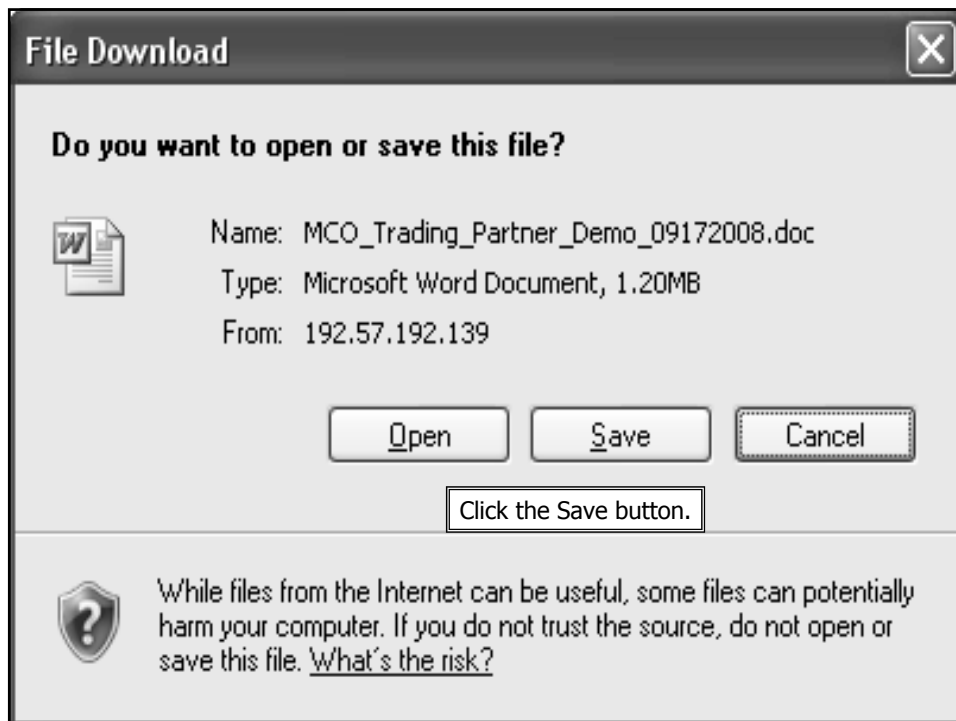 File Download
Do you want to open or save this file?
W
Name: MCO_Trading_Partner_Demo_09172008.doc
Type: Microsoft Word Document, 1.20MB
From: 192.57.192.139
Open Save Cancel
Click the Save button.
While files from the Internet can be useful, some files can potentially
harm your computer. If you do not trust the source, do not open or
save this file. What's the risk?